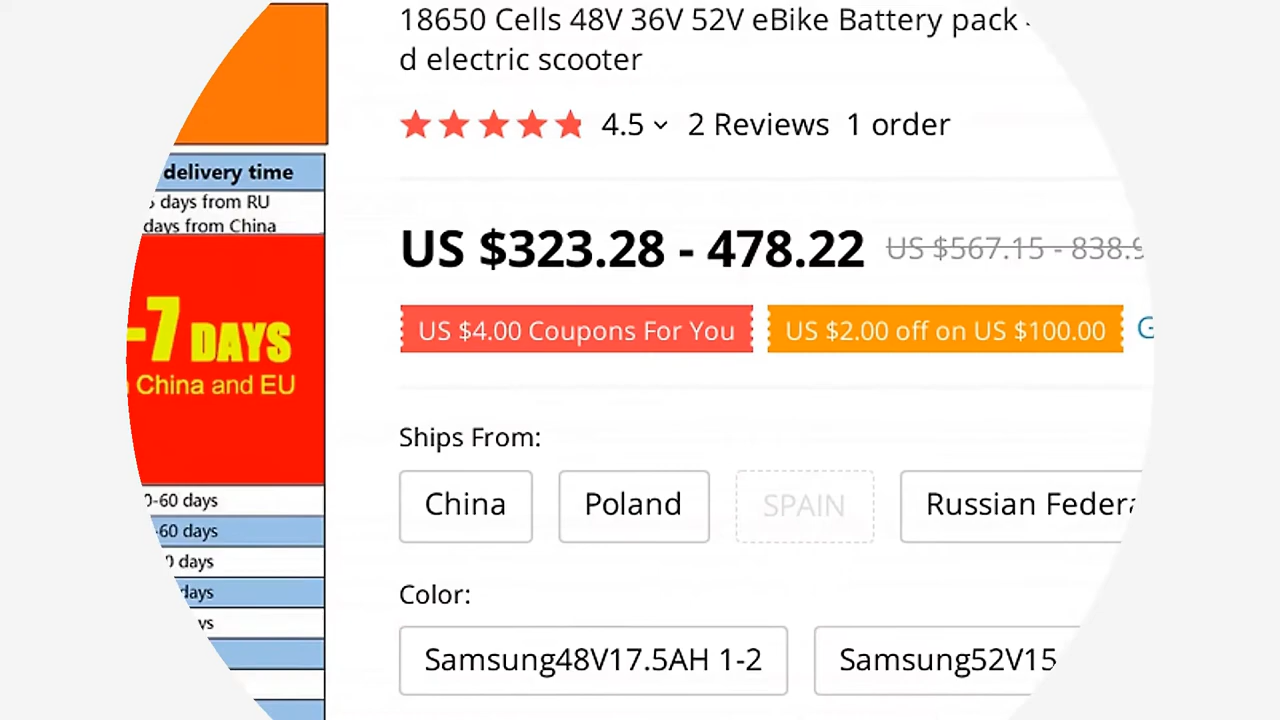 18650 Cells 48V 36V 52V eBike Battery pack
d electric scooter
4.5 2 Reviews 1 order
delivery time
days from RU
days from China
US $323.28 - 478.22 US $567.15 - 838.9
US $4.00 Coupons For You US $2.00 off on US $100.00 G
-7 DAYS
China and EU
Ships From:
China Poland SPAIN Russian Federa
0-60 days
-60 days
0 days
days
ys
Color:
Samsung48V17.5AH 1-2 Samsung52V15